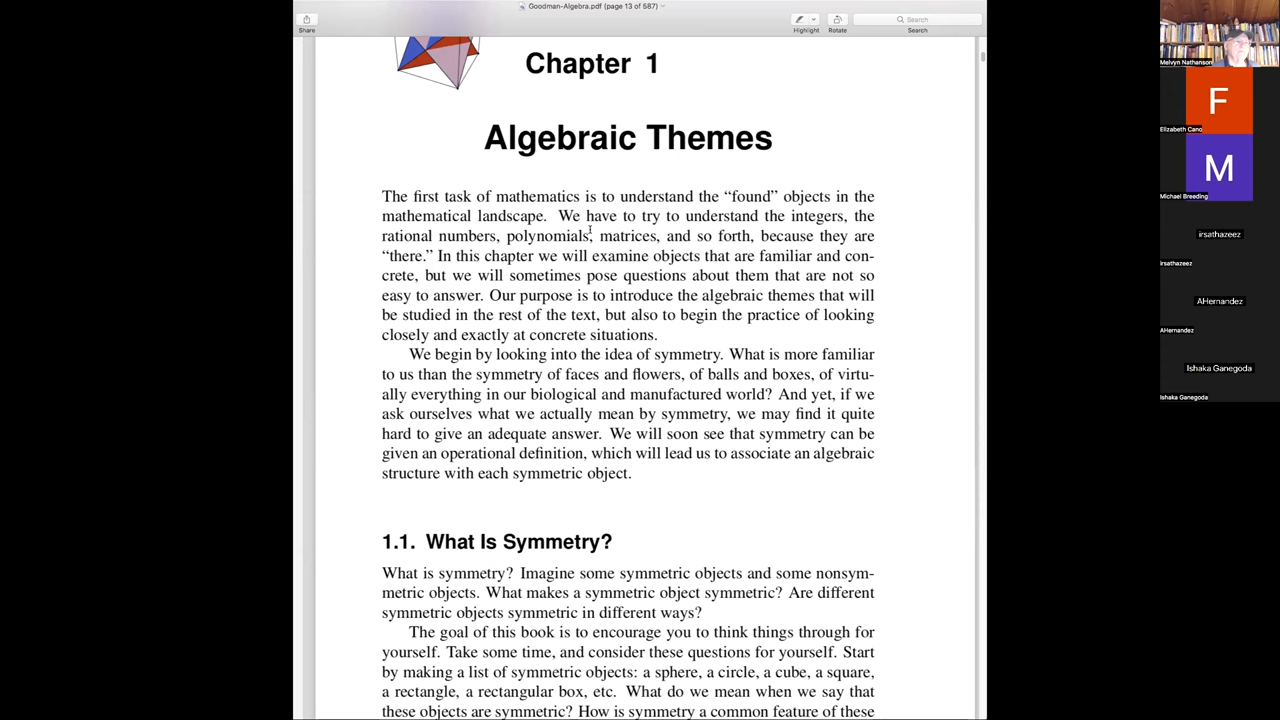 Goodman-Algebra.pdf (page 13 of 587)
Share
Highlight
Rotate
Search
Search
Chapter 1
Algebraic Themes
The first task of mathematics is to understand the “found” objects in the
mathematical landscape. We have to try to understand the integers, the
rational numbers, polynomials, matrices, and so forth, because they are
“there.” In this chapter we will examine objects that are familiar and con-
crete, but we will sometimes pose questions about them that are not so
easy to answer. Our purpose is to introduce the algebraic themes that will
be studied in the rest of the text, but also to begin the practice of looking
closely and exactly at concrete situations.
We begin by looking into the idea of symmetry. What is more familiar
to us than the symmetry of faces and flowers, of balls and boxes, of virtu-
ally everything in our biological and manufactured world? And yet, if we
ask ourselves what we actually mean by symmetry, we may find it quite
hard to give an adequate answer. We will soon see that symmetry can be
given an operational definition, which will lead us to associate an algebraic
structure with each symmetric object.
1.1. What Is Symmetry?
What is symmetry? Imagine some symmetric objects and some nonsym-
metric objects. What makes a symmetric object symmetric? Are different
symmetric objects symmetric in different ways?
The goal of this book is to encourage you to think things through for
yourself. Take some time, and consider these questions for yourself. Start
by making a list of symmetric objects: a sphere, a circle, a cube, a square,
a rectangle, a rectangular box, etc. What do we mean when we say that
these objects are symmetric? How is symmetry a common feature of these
Melvyn Nathanson
F
Elizabeth Cano
M
Michael Breeding
irsathazeez
irsathazeez
AHernandez
AHernandez
Ishaka Ganegoda
Ishaka Ganegoda